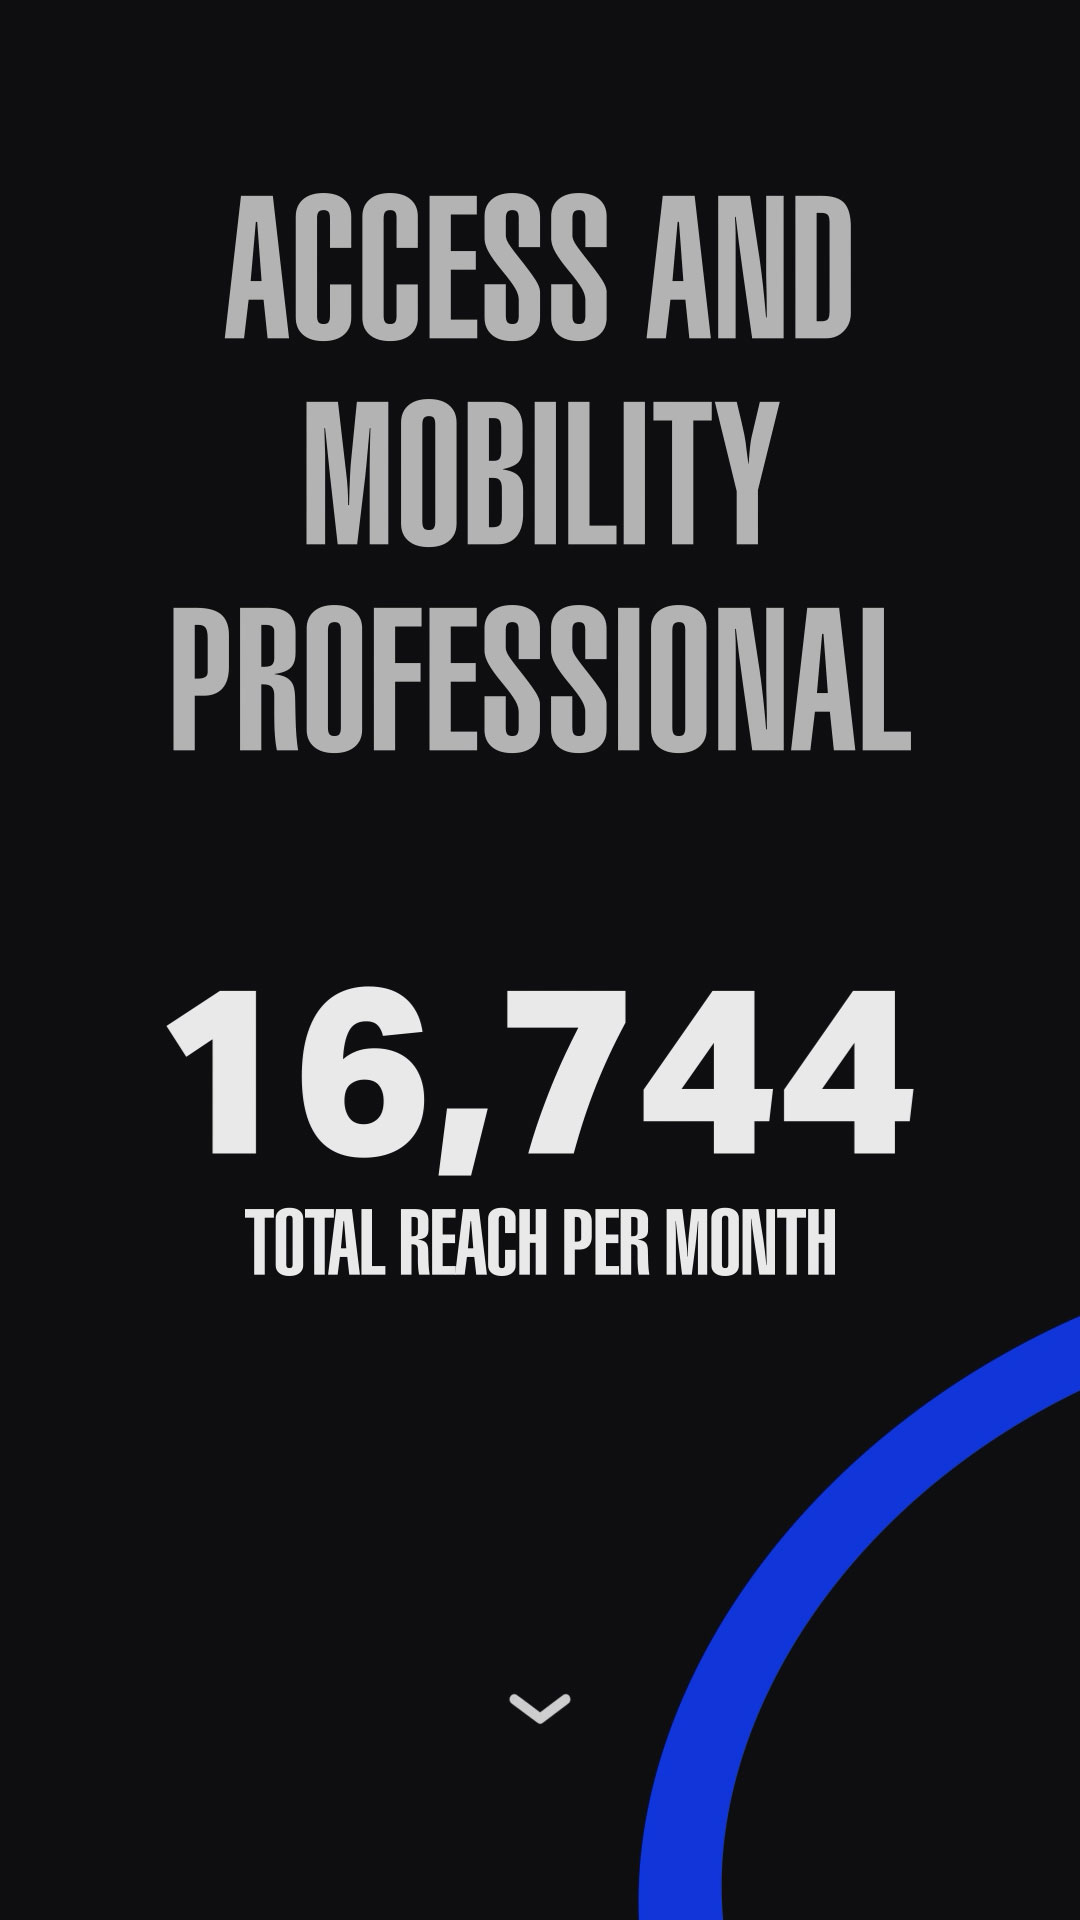 ACCESS AND
MOBILITY
PROFESSIONAL
16,744
TOTAL REACH PER MONTH